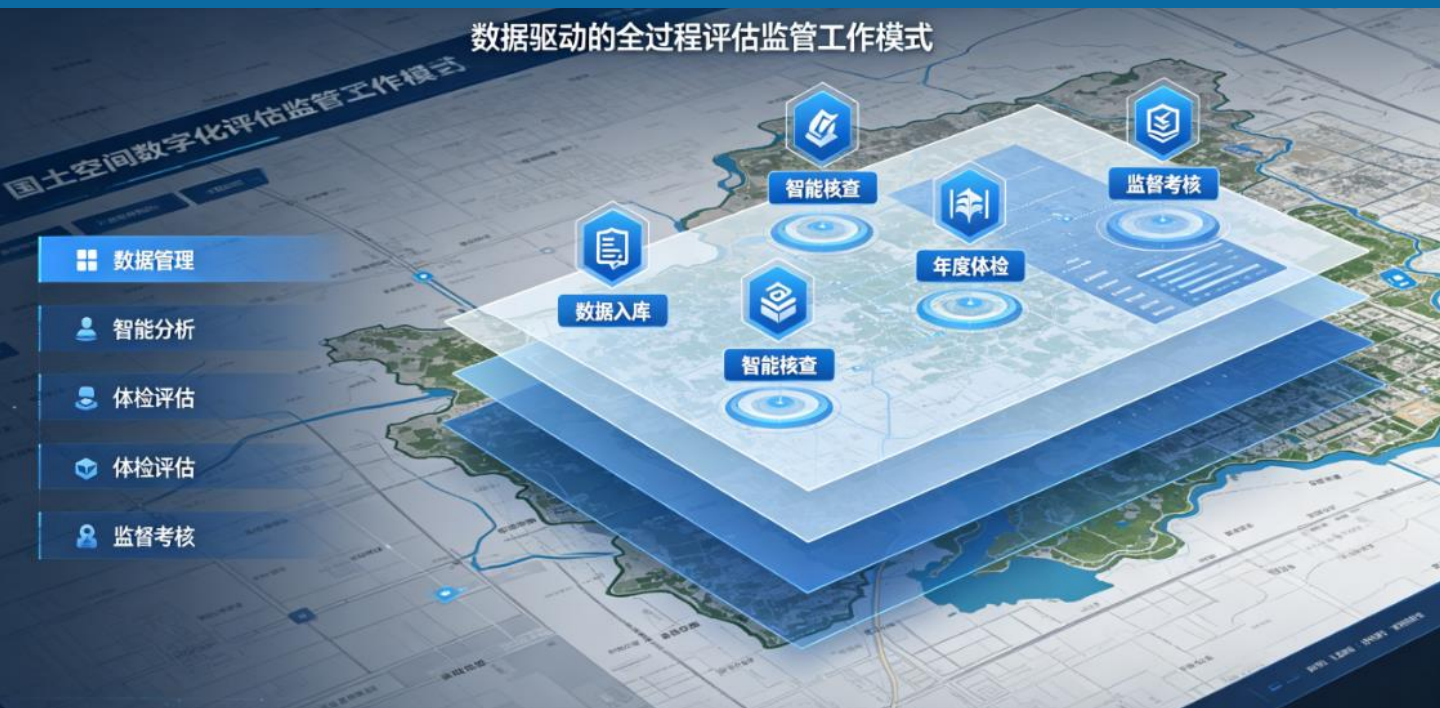 数据驱动的全过程评估监管工作模式
国土空间数字化评估监管工作模式
智能核查
监督考核
年度体检
数据入库
智能核查
数据管理
智能分析
体检评估
体检评估
监督考核